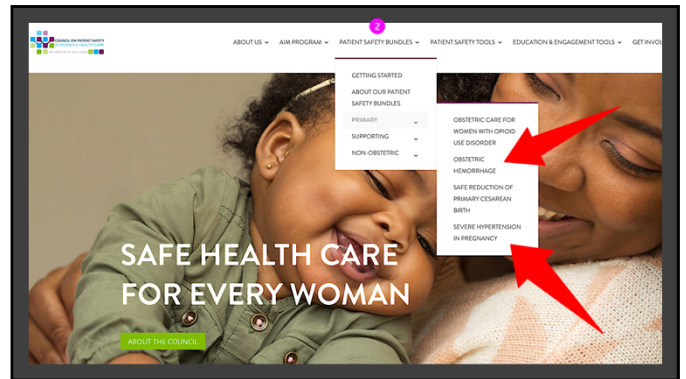 2
COUNCIL ON PATIENT SAFETY
IN WOMEN'S HEALTH CARE
ABOUT US
AIM PROGRAM
PATIENT SAFETY BUNDLES
PATIENT SAFETY TOOLS
EDUCATION & ENGAGEMENT TOOLS
GET INVOL
GETTING STARTED
ABOUT OUR PATIENT
SAFETY BUNDLES
PRIMARY
SUPPORTING
NON-OBSTETRIC
OBSTETRIC CARE FOR
WOMEN WITH OPIOID
USE DISORDER
OBSTETRIC
HEMORRHAGE
SAFE REDUCTION OF
PRIMARY CESAREAN
BIRTH
SEVERE HYPERTENSION
IN PREGNANCY
SAFE HEALTH CARE
FOR EVERY WOMAN
ABOUT THE COUNCIL